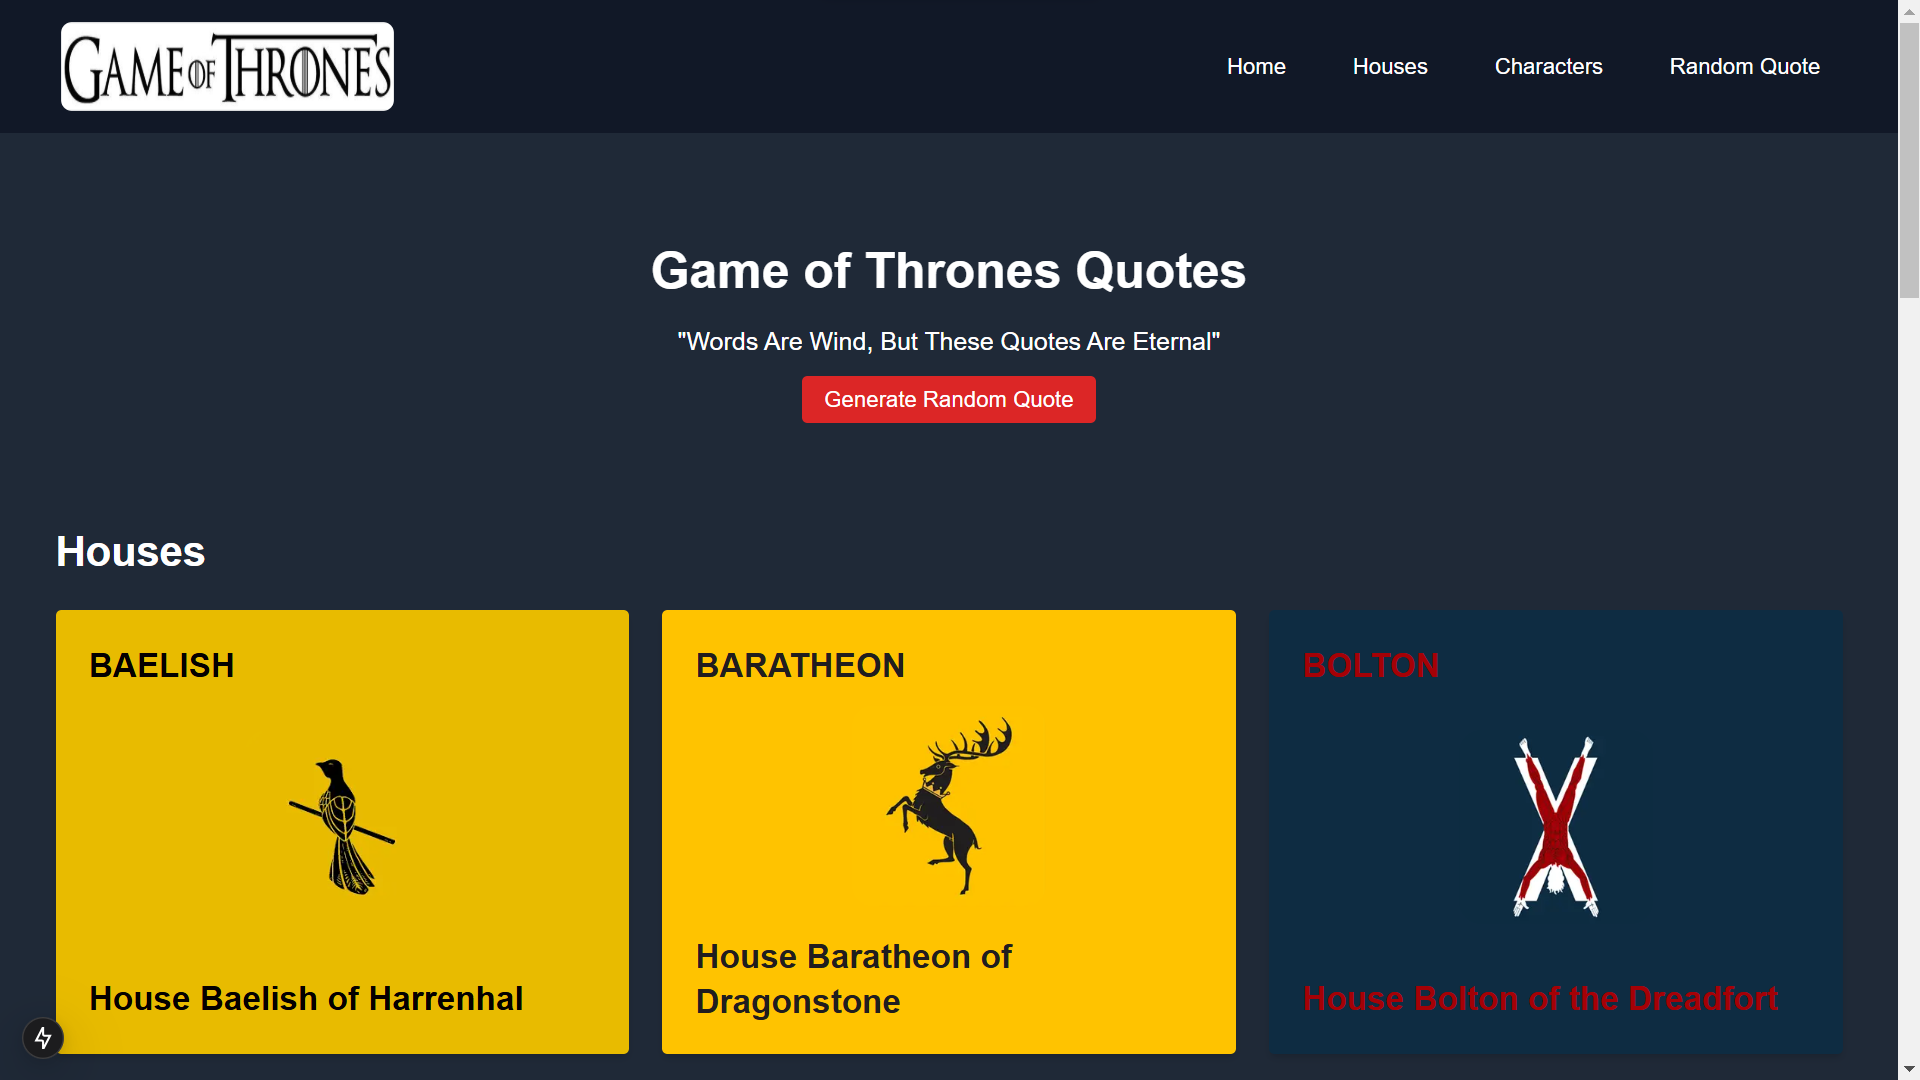 GAME OF THRONES
Home Houses Characters Random Quote
Game of Thrones Quotes
"Words Are Wind, But These Quotes Are Eternal"
Generate Random Quote
Houses
BAELISH
House Baelish of Harrenhal
BARATHEON
House Baratheon of
Dragonstone
BOLTON
House Bolton of the Dreadfort